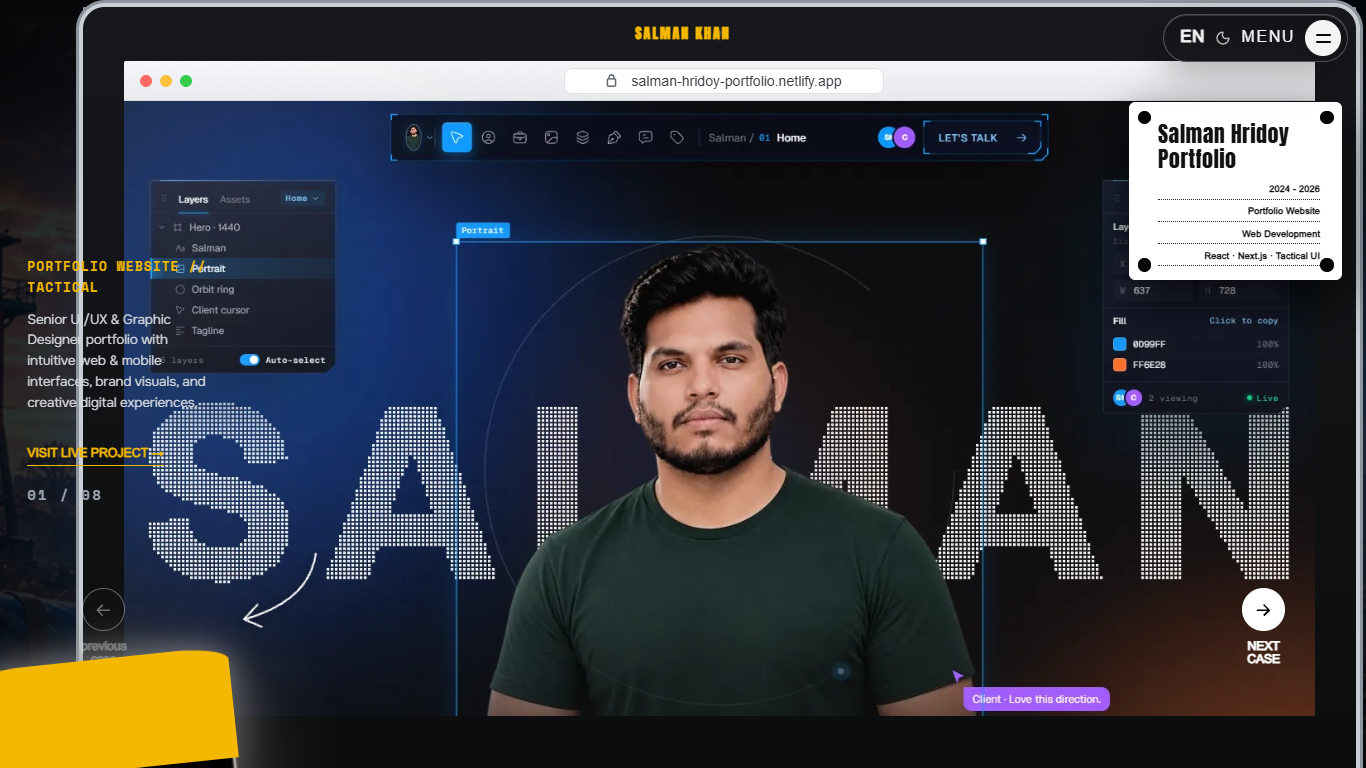 SALMAN KHAN
EN MENU
salman-hridoy-portfolio.netlify.app
Salman / 01 Home
C
LET'S TALK
Salman Hridoy
Portfolio
2024 - 2026
Portfolio Website
Web Development
React · Next.js · Tactical UI
Layers Assets Home
Hero · 1440
Salman
Portrait
Orbit ring
Client cursor
Tagline
layers Auto-select
Portrait
PORTFOLIO WEBSITE //
TACTICAL
Senior UI/UX & Graphic
Designer portfolio with
intuitive web & mobile
interfaces, brand visuals, and
creative digital experiences.
VISIT LIVE PROJECT→
01 / 08
Lay
X
W 637 H 728
Fill Click to copy
0D99FF 100%
FF6E28 100%
C 2 viewing Live
SALMAN
previous
case
NEXT
CASE
Client · Love this direction.